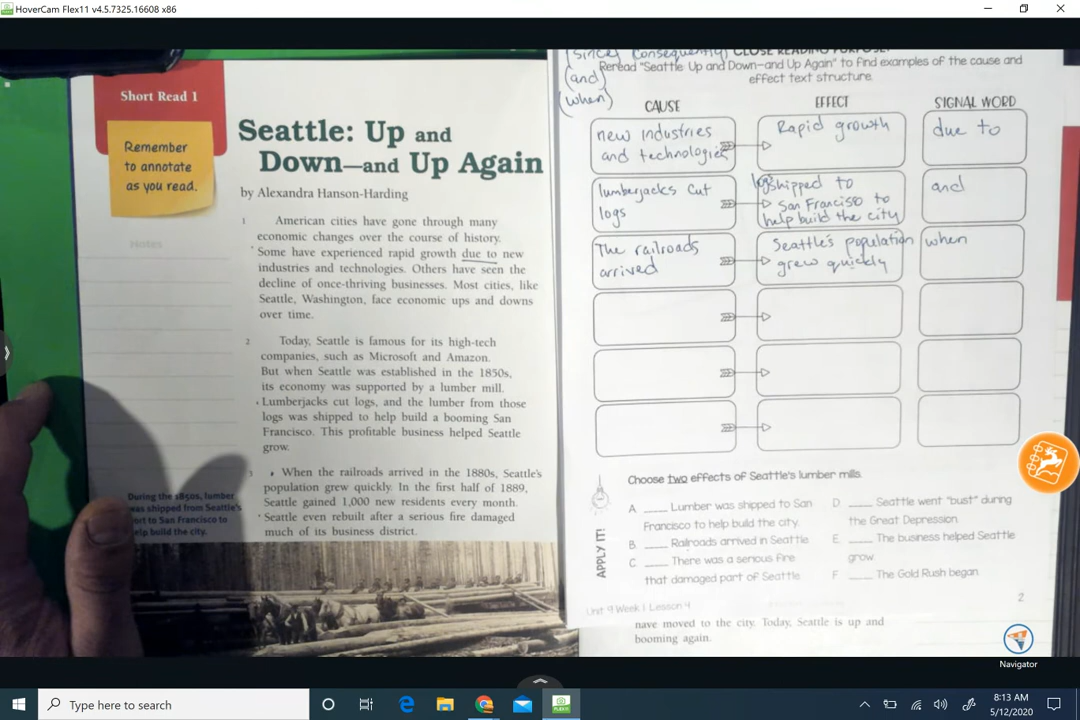 HoverCam Flex11 v4.5.7325.16608 x86
Short Read 1
Remember
to annotate
as you read.
Notes
Seattle: Up and
Down—and Up Again
by Alexandra Hanson-Harding
1 American cities have gone through many
economic changes over the course of history.
Some have experienced rapid growth due to new
industries and technologies. Others have seen the
decline of once-thriving businesses. Most cities, like
Seattle, Washington, face economic ups and downs
over time.
2 Today, Seattle is famous for its high-tech
companies, such as Microsoft and Amazon.
But when Seattle was established in the 1850s,
its economy was supported by a lumber mill.
Lumberjacks cut logs, and the lumber from those
logs was shipped to help build a booming San
Francisco. This profitable business helped Seattle
grow.
3 When the railroads arrived in the 1880s, Seattle's
population grew quickly. In the first half of 1889,
Seattle gained 1,000 new residents every month.
Seattle even rebuilt after a serious fire damaged
much of its business district.
During the 1850s, lumber
was shipped from Seattle's
port to San Francisco to
help build the city.
(since) consequently CLOSE READING PURPOSE:
Reread "Seattle Up and Down-and Up Again" to find examples of the cause and
(and) effect text structure.
(when)
CAUSE EFFECT SIGNAL WORD
new industries
and technologies
Rapid growth
due to
lumberjacks cut
logs
logs shipped to
San Francisco to
help build the city
and
The railroads
arrived
Seattle's population
grew quickly
when
APPLY IT!
Choose two effects of Seattle's lumber mills.
A ____ Lumber was shipped to San
Francisco to help build the city.
B. ____ Railroads arrived in Seattle
C ____ There was a serious fire
that damaged part of Seattle
D ____ Seattle went "bust" during
the Great Depression
E. ____ The business helped Seattle
grow
F ____ The Gold Rush began
Unit 9 Week 1 Lesson 4
2
have moved to the city. Today, Seattle is up and
booming again.
Navigator
Type here to search
8:13 AM
5/12/2020